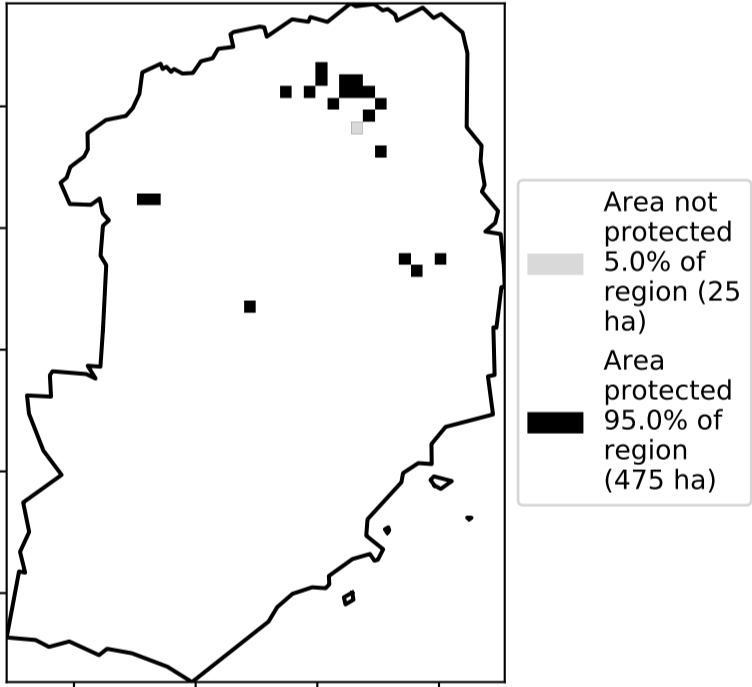 Area not
protected
5.0% of
region (25
ha)
Area
protected
95.0% of
region
(475 ha)